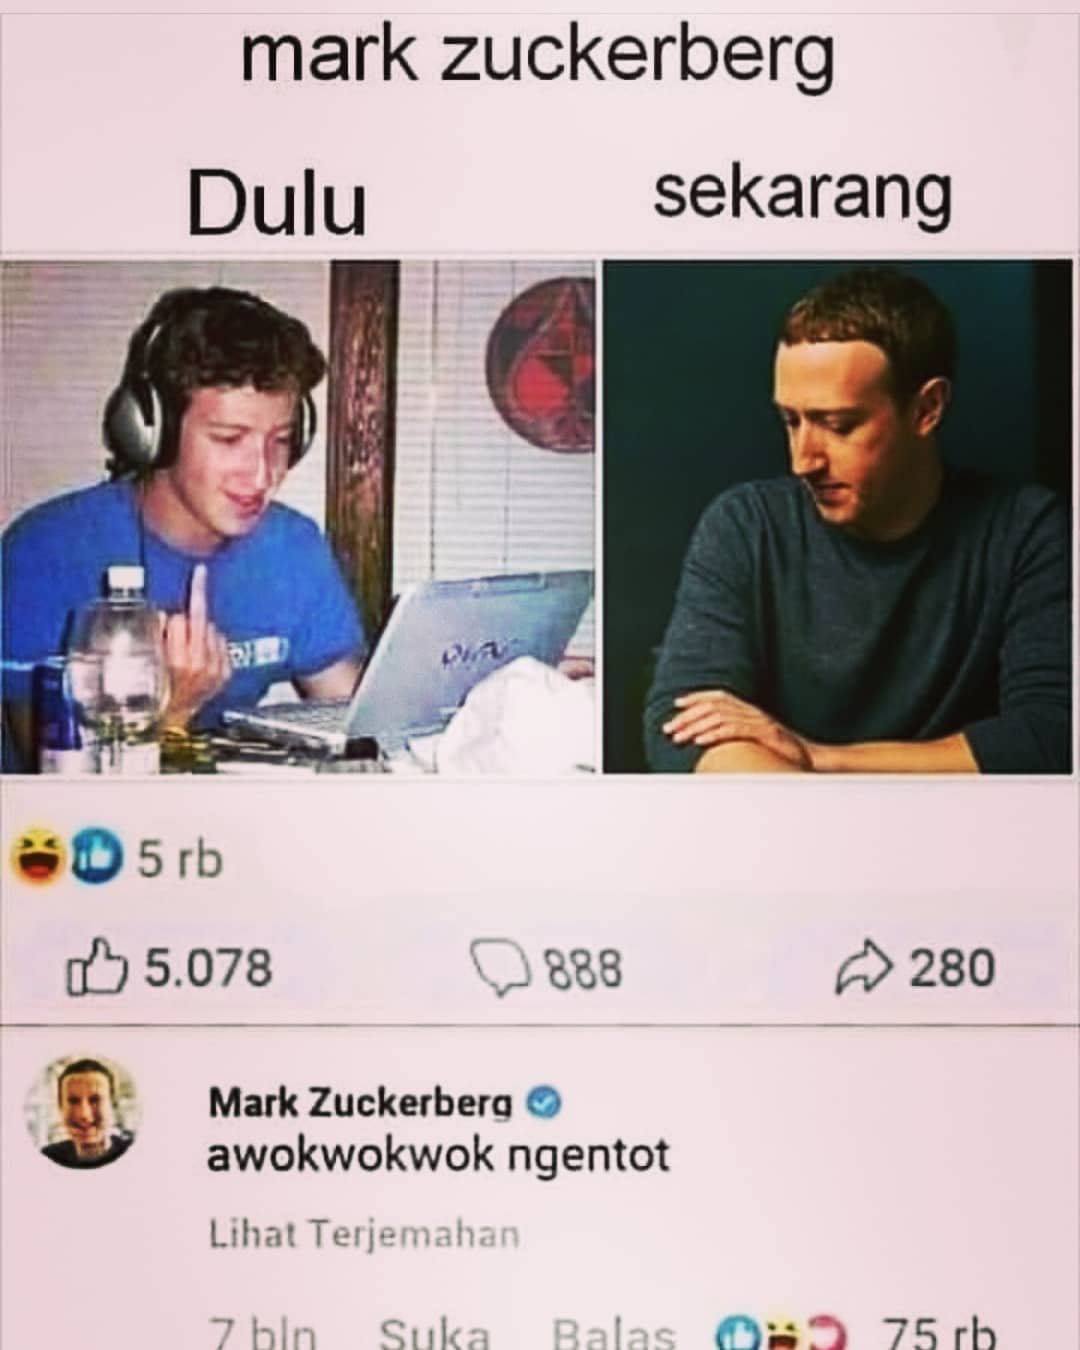 mark zuckerberg
Dulu
sekarang
5 rb
5.078
888
280
Mark Zuckerberg
awokwokwok ngentot
Lihat Terjemahan
7 bln Suka Balas 75 rb